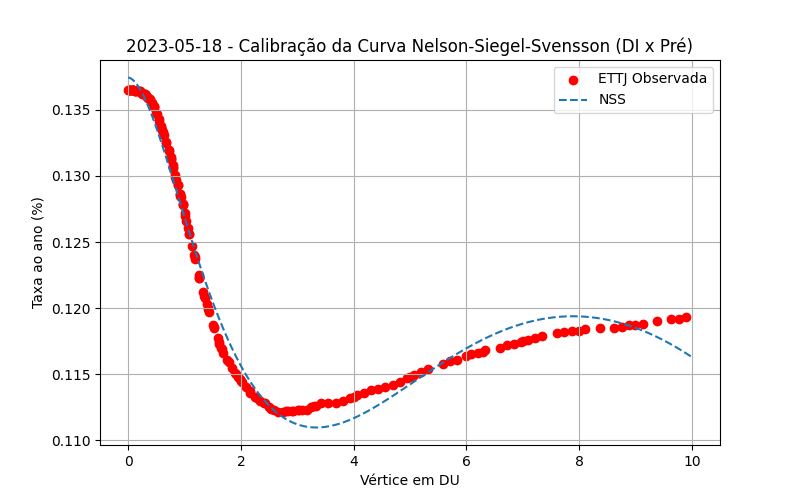 2023-05-18 - Calibração da Curva Nelson-Siegel-Svensson (DI x Pré)
ETTJ Observada
NSS
Taxa ao ano (%)
0.135
0.130
0.125
0.120
0.115
0.110
0 2 4 6 8 10
Vértice em DU